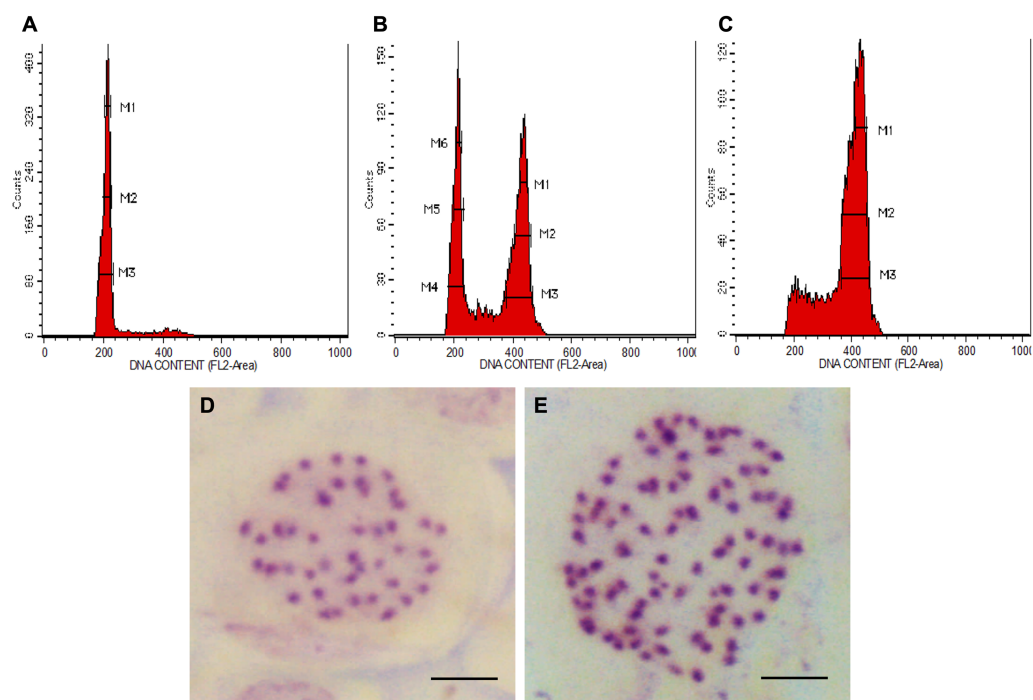 A
B
C
Counts
400
320
240
160
80
0
M1
M2
M3
0 200 400 600 800 1000
DNA CONTENT (FL2-Area)
Counts
150
120
90
60
30
0
M6
M5
M4
M1
M2
M3
0 200 400 600 800
DNA CONTENT (FL2-Area)
Counts
120
100
80
60
40
20
0
M1
M2
M3
0 200 400 600 800 1000
DNA CONTENT (FL2-Area)
D
E